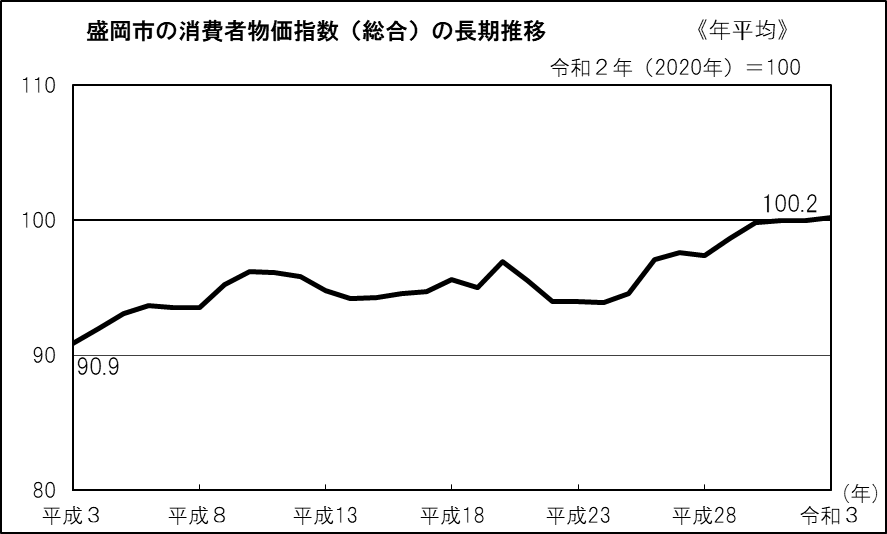 盛岡市の消費者物価指数（総合）の長期推移 《年平均》
令和２年（2020年）＝100
110
100
100.2
90
90.9
80
(年)
平成３ 平成８ 平成13 平成18 平成23 平成28 令和３